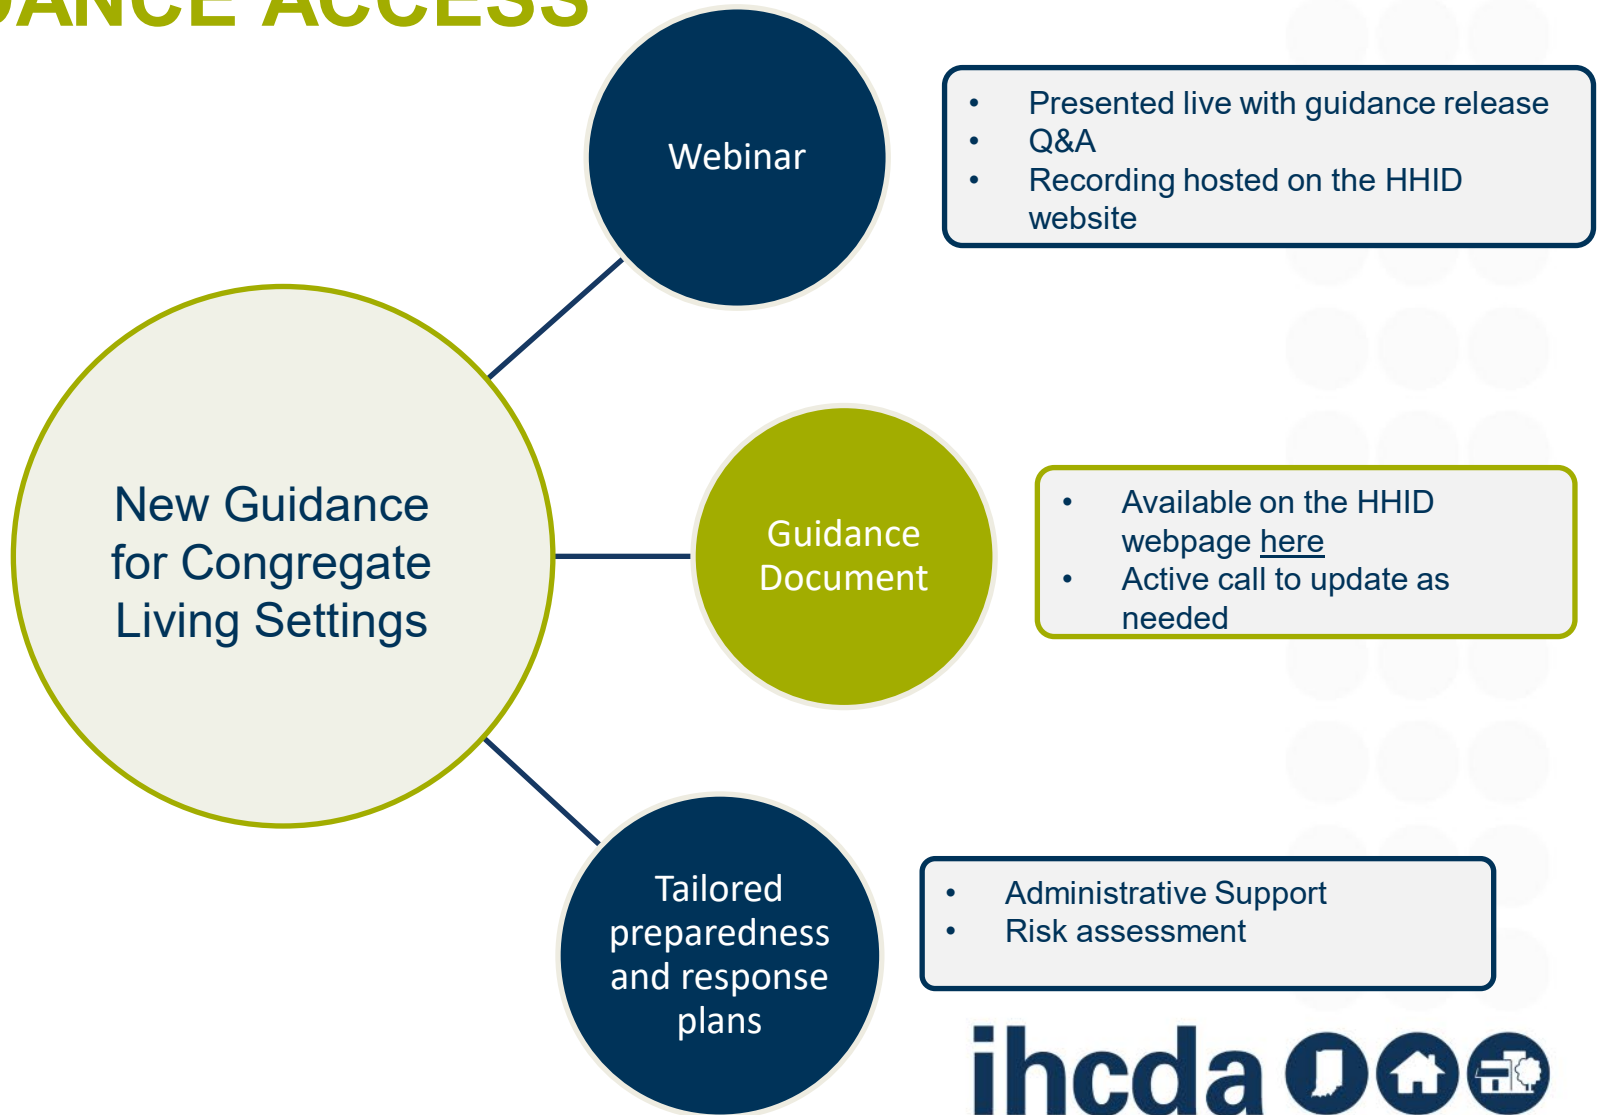 ANCE ACCESS
Webinar
• Presented live with guidance release
• Q&A
• Recording hosted on the HHID
website
New Guidance
for Congregate
Living Settings
Guidance
Document
• Available on the HHID
webpage here
• Active call to update as
needed
Tailored
preparedness
and response
plans
• Administrative Support
• Risk assessment
ihcda